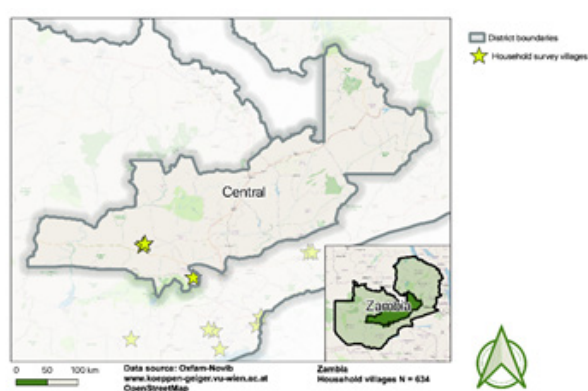 District boundaries
Household survey villages
Central
Zambia
0 50 100 km
Data source: Oxfam-Novib
www.koeppen-geiger.vu-wien.ac.at
OpenStreetMap
Zambia
Household villages N = 634